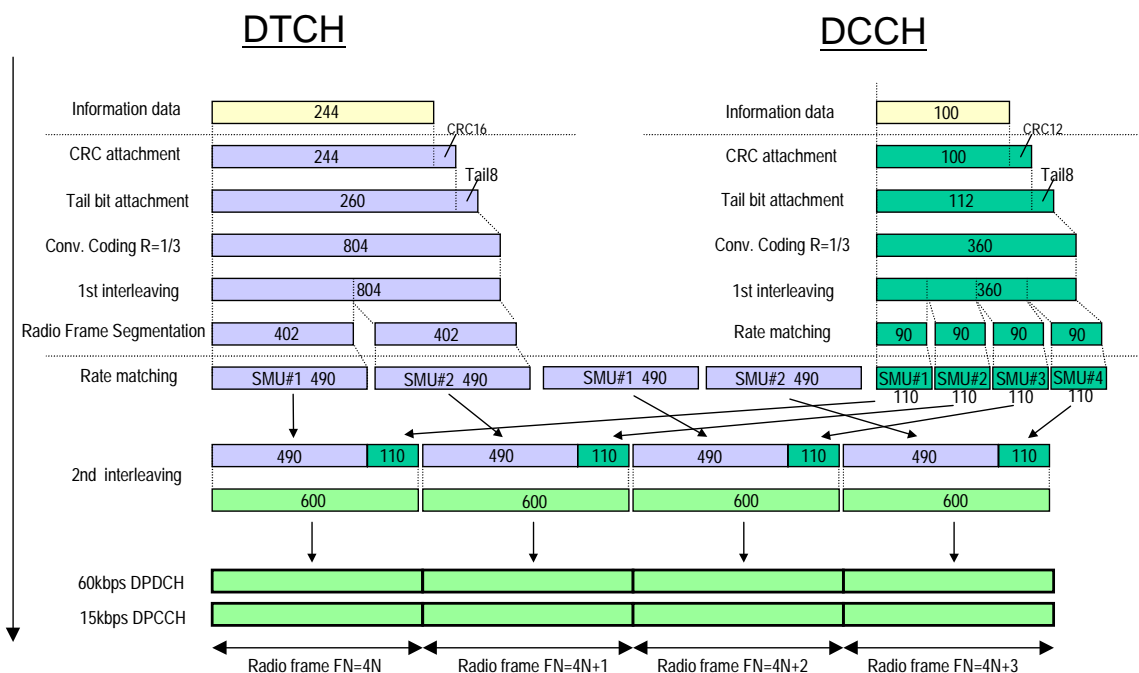 DTCH DCCH
Information data 244 Information data 100
CRC16 CRC12
CRC attachment 244 CRC attachment 100
Tail8 Tail8
Tail bit attachment 260 Tail bit attachment 112
Conv. Coding R=1/3 804 Conv. Coding R=1/3 360
1st interleaving 804 1st interleaving 360
Radio Frame Segmentation 402 402 Rate matching 90 90 90 90
Rate matching SMU#1 490 SMU#2 490 SMU#1 490 SMU#2 490 SMU#1 SMU#2 SMU#3 SMU#4
110 110 110 110
490 110 490 110 490 110 490 110
2nd interleaving
600 600 600 600
60kbps DPDCH
15kbps DPCCH
Radio frame FN=4N Radio frame FN=4N+1 Radio frame FN=4N+2 Radio frame FN=4N+3